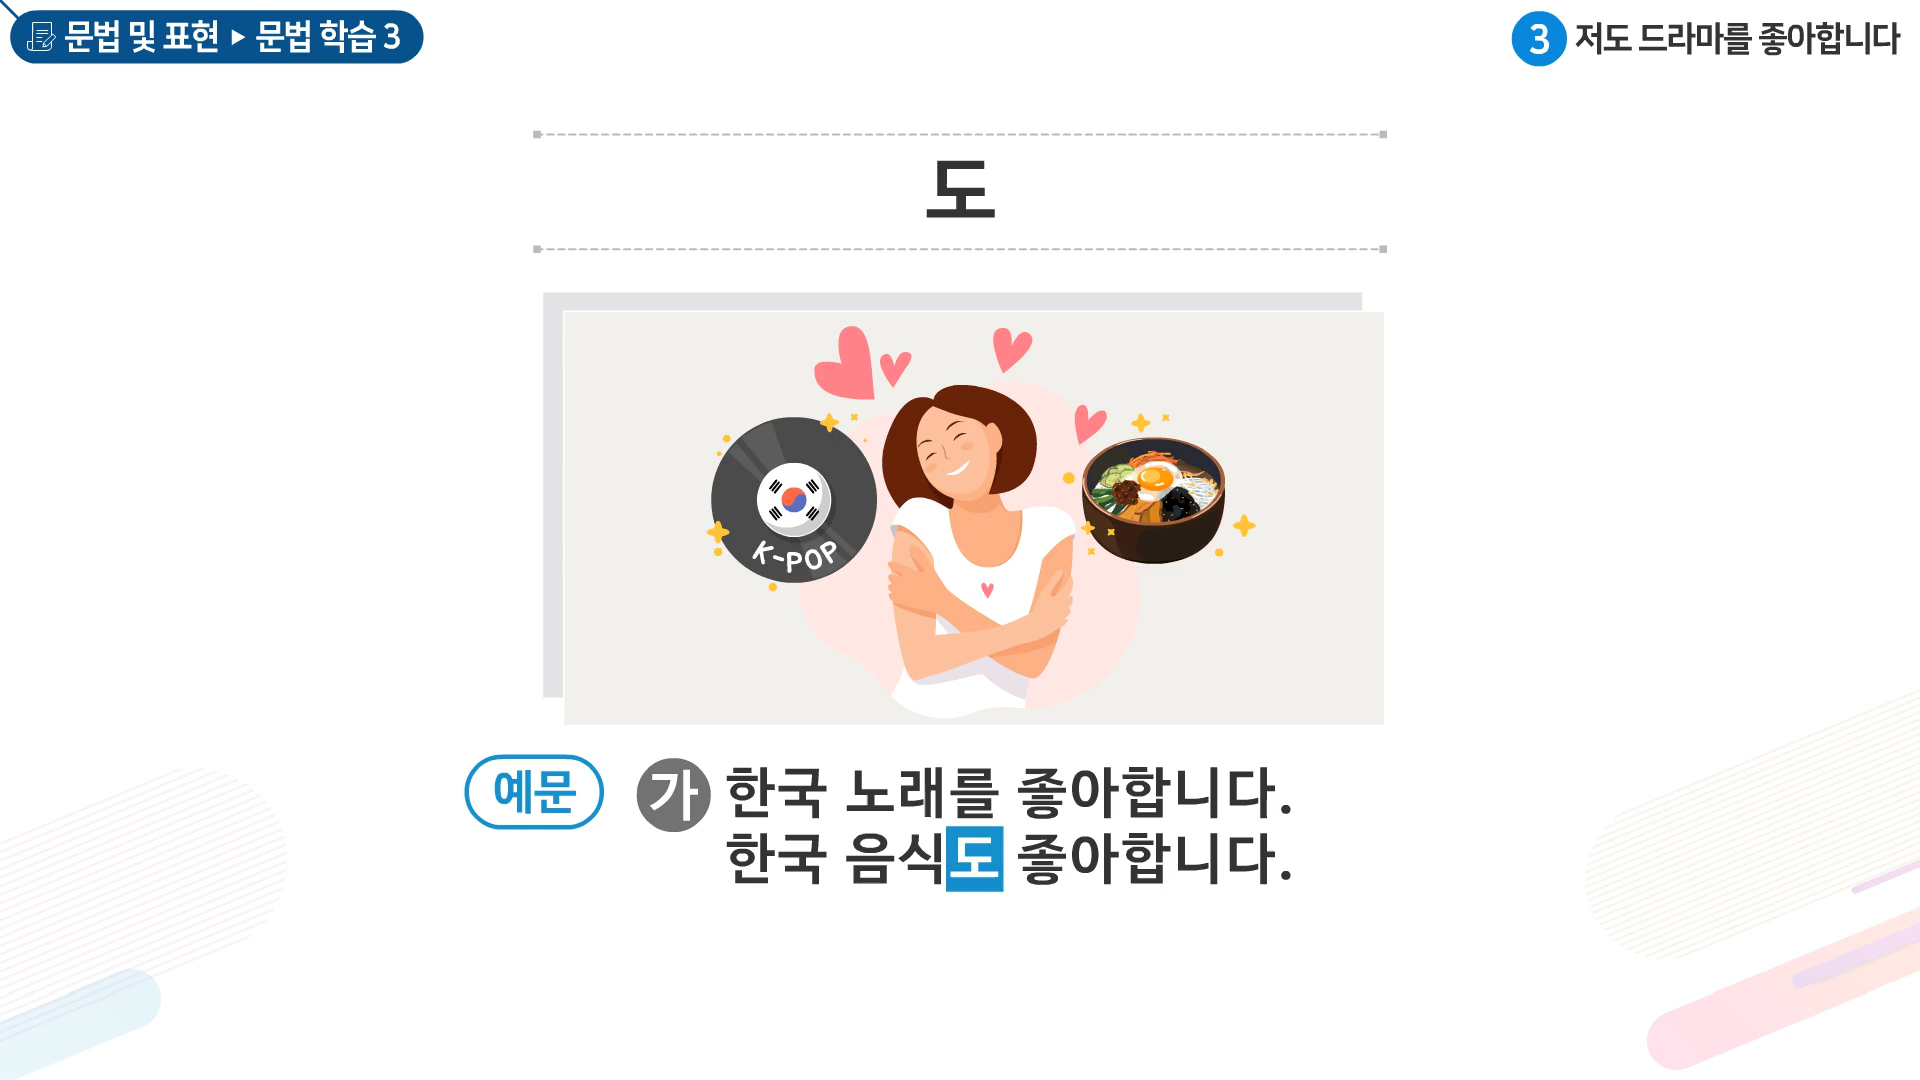 문법 및 표현 ▶ 문법 학습 3
3 저도 드라마를 좋아합니다
도
K-POP
예문 가 한국 노래를 좋아합니다.
한국 음식도 좋아합니다.